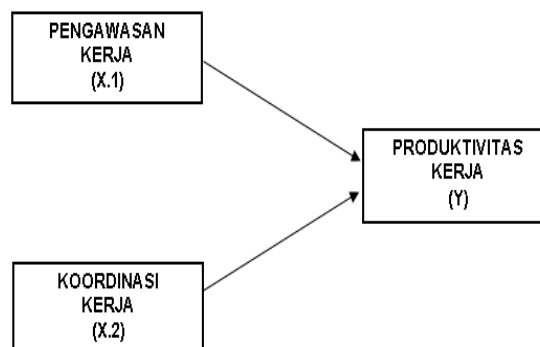 PENGAWASAN
KERJA
(X.1)
PRODUKTIVITAS
KERJA
(Y)
KOORDINASI
KERJA
(X.2)